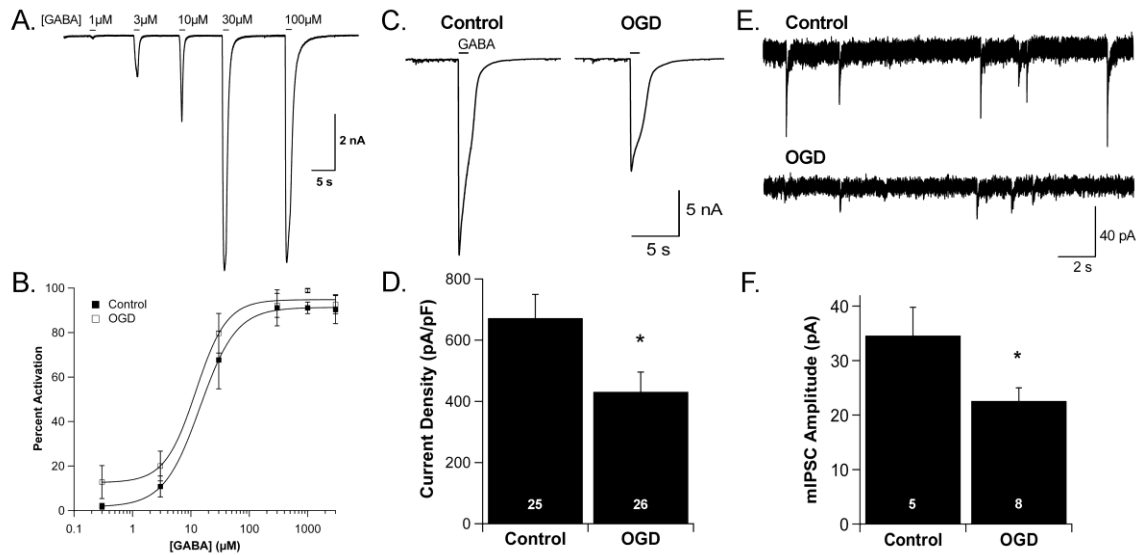 A.
[GABA] 1µM 3µM 10µM 30µM 100µM
2 nA
5 s
B.
Control
OGD
Percent Activation
100
80
60
40
20
0
0.1 1 10 100 1000
[GABA] (µM)
C.
Control OGD
GABA
5 nA
5 s
D.
Current Density (pA/pF)
800
600
400
200
0
25 26
Control OGD
*
E.
Control
OGD
40 pA
2 s
F.
mIPSC Amplitude (pA)
40
30
20
10
0
*
5 8
Control OGD